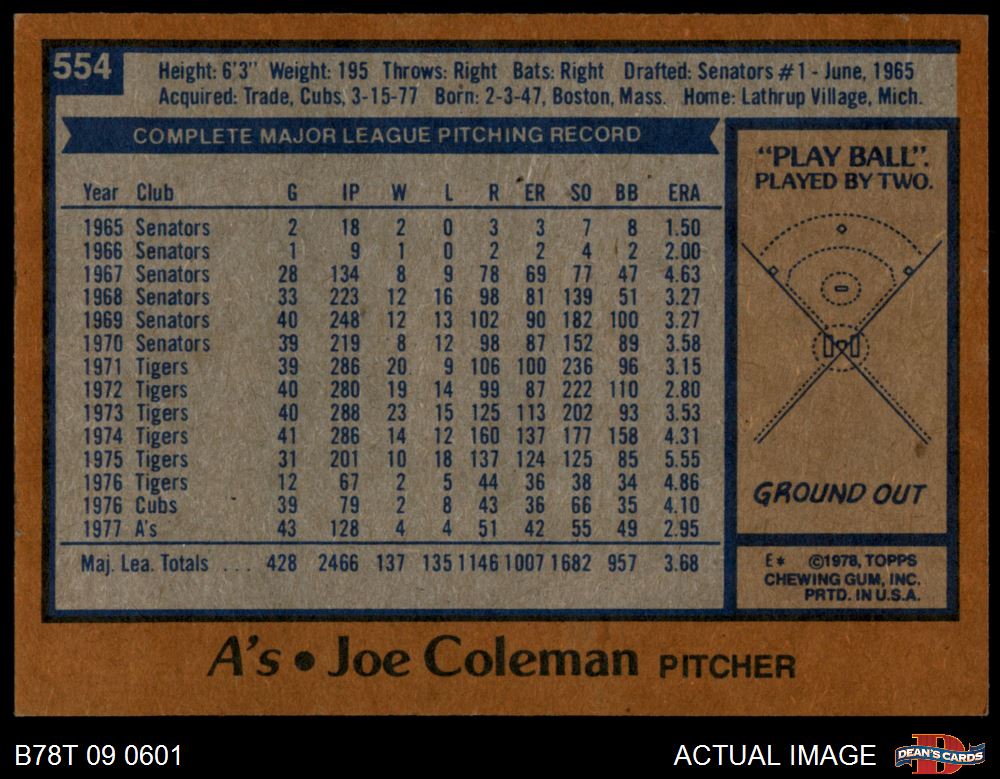 554
Height: 6'3" Weight: 195 Throws: Right Bats: Right Drafted: Senators #1 - June, 1965
Acquired: Trade, Cubs, 3-15-77 Born: 2-3-47, Boston, Mass. Home: Lathrup Village, Mich.
COMPLETE MAJOR LEAGUE PITCHING RECORD
Year Club G IP W L R ER SO BB ERA
1965 Senators 2 18 2 0 3 3 7 8 1.50
1966 Senators 1 9 1 0 2 2 4 2 2.00
1967 Senators 28 134 8 9 78 69 77 47 4.63
1968 Senators 33 223 12 16 98 81 139 51 3.27
1969 Senators 40 248 12 13 102 90 182 100 3.27
1970 Senators 39 219 8 12 98 87 152 89 3.58
1971 Tigers 39 286 20 9 106 100 236 96 3.15
1972 Tigers 40 280 19 14 99 87 222 110 2.80
1973 Tigers 40 288 23 15 125 113 202 93 3.53
1974 Tigers 41 286 14 12 160 137 177 158 4.31
1975 Tigers 31 201 10 18 137 124 125 85 5.55
1976 Tigers 12 67 2 5 44 36 38 34 4.86
1976 Cubs 39 79 2 8 43 36 66 35 4.10
1977 A's 43 128 4 4 51 42 55 49 2.95
Maj. Lea. Totals ... 428 2466 137 135 1146 1007 1682 957 3.68
"PLAY BALL".
PLAYED BY TWO.
GROUND OUT
E* ©1978, TOPPS
CHEWING GUM, INC.
PRTD. IN U.S.A.
A's • Joe Coleman PITCHER
B78T 09 0601
ACTUAL IMAGE
D
DEAN'S CARDS